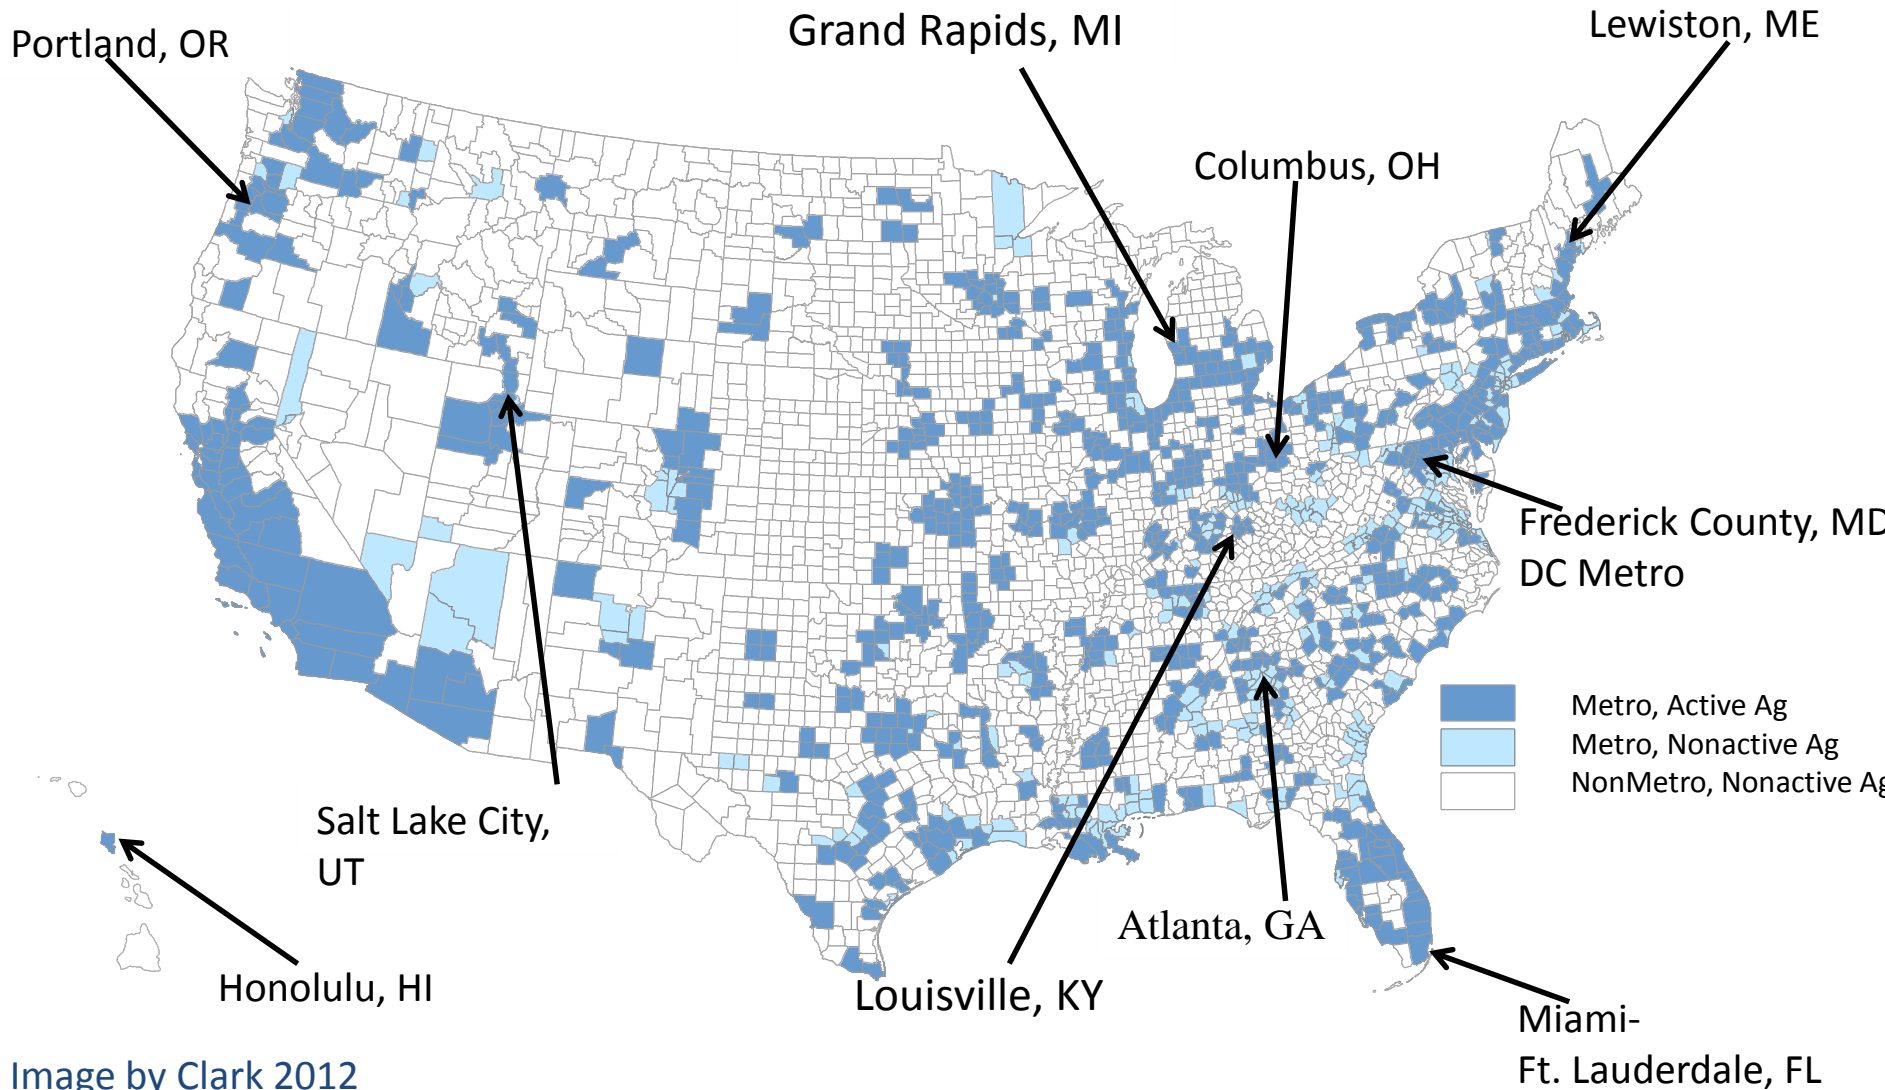 Portland, OR
Grand Rapids, MI
Lewiston, ME
Columbus, OH
Frederick County, MD
DC Metro
Metro, Active Ag
Metro, Nonactive Ag
NonMetro, Nonactive Ag
Salt Lake City,
UT
Atlanta, GA
Honolulu, HI
Louisville, KY
Miami-
Ft. Lauderdale, FL
Image by Clark 2012